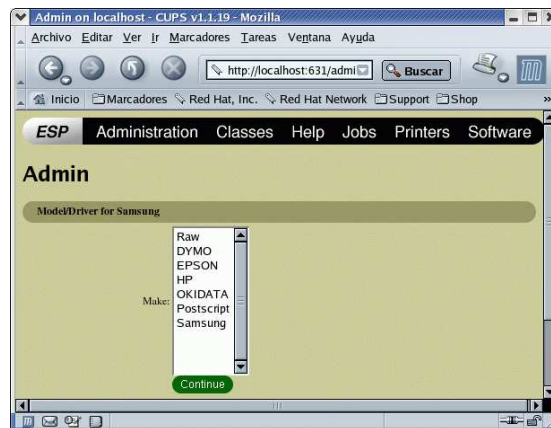 Admin on localhost - CUPS v1.1.19 - Mozilla
Archivo Editar Ver Ir Marcadores Tareas Ventana Ayuda
http://localhost:631/admi Buscar
Inicio Marcadores Red Hat, Inc. Red Hat Network Support Shop
ESP Administration Classes Help Jobs Printers Software
Admin
Model/Driver for Samsung
Make:
Raw
DYMO
EPSON
HP
OKIDATA
Postscript
Samsung
Continue